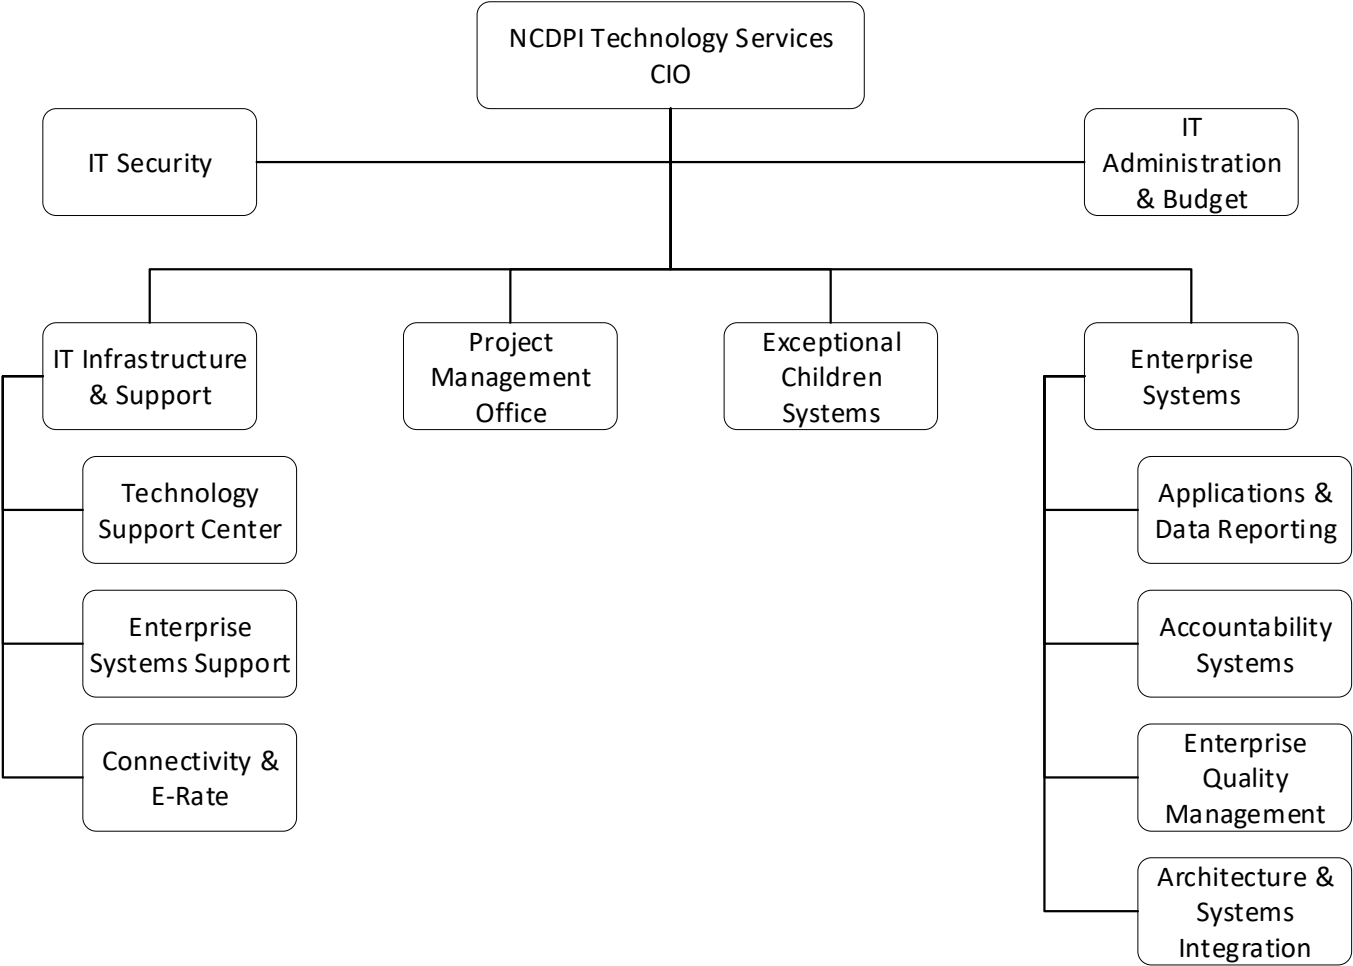 NCDPI Technology Services
CIO
IT Security
IT
Administration
& Budget
IT Infrastructure
& Support
Project
Management
Office
Exceptional
Children
Systems
Enterprise
Systems
Technology
Support Center
Enterprise
Systems Support
Connectivity &
E-Rate
Applications &
Data Reporting
Accountability
Systems
Enterprise
Quality
Management
Architecture &
Systems
Integration